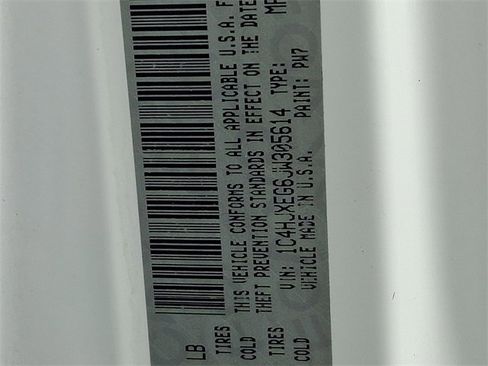 LB
TIRES
COLD
TIRES
COLD
THIS VEHICLE CONFORMS TO ALL APPLICABLE U.S.A. F
THEFT PREVENTION STANDARDS IN EFFECT ON THE DATE
VIN: 1C4HJXEG6JW305614 TYPE: MP
VEHICLE MADE IN U.S.A. PAINT: PW7